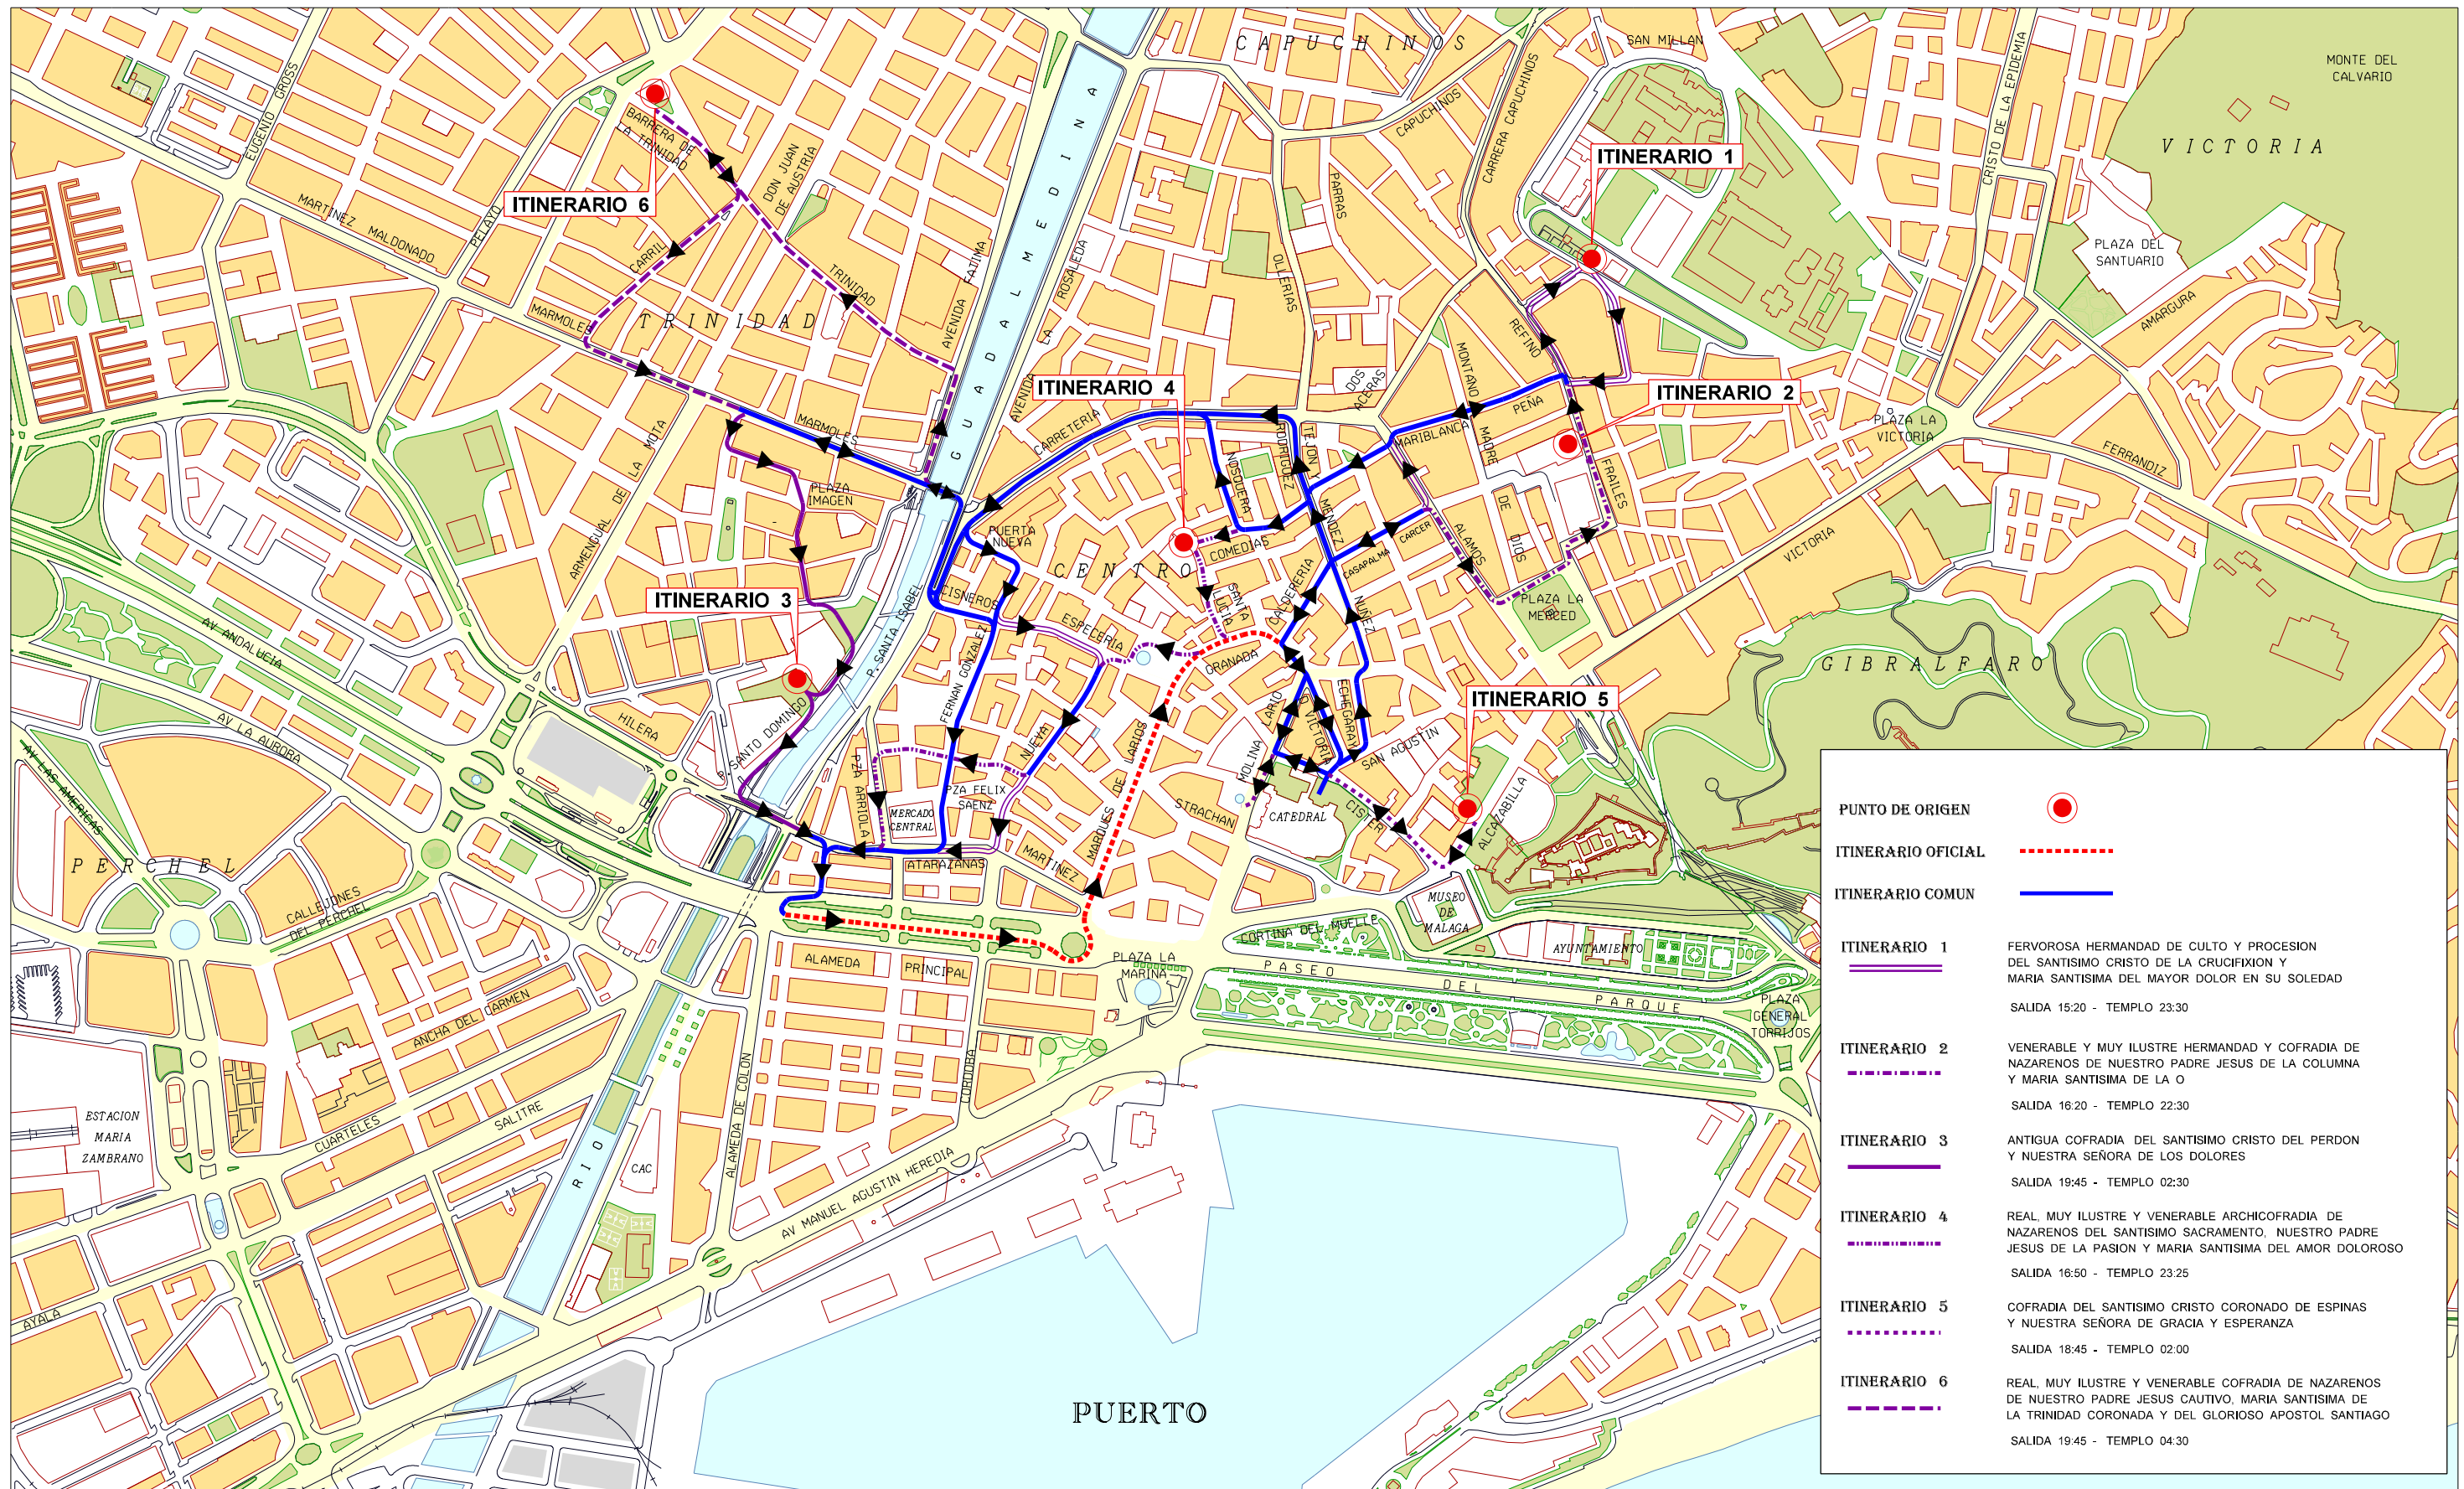 CAPUCHINOS
SAN MILLAN
MONTE DEL
CALVARIO
VICTORIA
EUGENIO GROSS
BARRERA DE
LA TRINIDAD
DON JUAN
DE AUSTRIA
ITINERARIO 6
CAPUCHINOS
CARRERA CAPUCHINOS
CRISTO DE LA EPIDEMIA
ITINERARIO 1
PARRAS
MARTINEZ
MALDONADO
PELAYO
CARRIL
TRINIDAD
AVENIDA
FATIMA
GUADALMEDINA
AVENIDA
LA
ROSALEDA
OLLERIAS
PLAZA DEL
SANTUARIO
AMARGURA
MARMOLES
TRINIDAD
REFINO
MONTAÑO
DOS
ACERAS
PEÑA
ITINERARIO 4
ITINERARIO 2
MARMOLES
CARRETERIA
NOSQUERA
RODRIGUEZ
TEJON
MARIBLANCA
MADRE
DE
DIOS
FRAILES
PLAZA LA
VICTORIA
FERRANDIZ
ARMENGUAL DE LA MOTA
PLAZA
IMAGEN
PUERTA
NUEVA
CENTRO
COMEDIAS
MENDEZ
NUÑEZ
CARCER
CASAPALMA
ALAMOS
VICTORIA
ITINERARIO 3
CISNEROS
ESPECERIA
SANTA
LUCIA
CALDERERIA
PLAZA LA
MERCED
AV ANDALUCIA
P. SANTA ISABEL
FERNAN GONZALEZ
GRANADA
GIBRALFARO
ITINERARIO 5
HILERA
P. SANTO DOMINGO
AV LA AURORA
AV LAS AMERICAS
NUEVA
MOLINA
LARIO
D VICTORIA
ECHEGARAY
SAN AGUSTIN
PZA ARRIOLA
MERCADO
CENTRAL
PZA FELIX
SAENZ
MARQUES
DE
LARIOS
STRACHAN
CATEDRAL
CISTER
ALCAZABILLA
PERCHEL
ATARAZANAS
MARTINEZ
CALLEJONES
DEL PERCHEL
MUSEO
DE
MALAGA
CORTINA DEL MUELLE
AYUNTAMIENTO
ALAMEDA
PRINCIPAL
PLAZA LA
MARINA
PASEO
DEL
PARQUE
PLAZA
GENERAL
TORRIJOS
ANCHA DEL CARMEN
CORDOBA
ALAMEDA DE COLON
ESTACION
MARIA
ZAMBRANO
CUARTELES
SALITRE
RIO
CAC
AV MANUEL AGUSTIN HEREDIA
AYALA
PUERTO
PUNTO DE ORIGEN
ITINERARIO OFICIAL
ITINERARIO COMUN
ITINERARIO 1
FERVOROSA HERMANDAD DE CULTO Y PROCESION
DEL SANTISIMO CRISTO DE LA CRUCIFIXION Y
MARIA SANTISIMA DEL MAYOR DOLOR EN SU SOLEDAD
SALIDA 15:20 - TEMPLO 23:30
ITINERARIO 2
VENERABLE Y MUY ILUSTRE HERMANDAD Y COFRADIA DE
NAZARENOS DE NUESTRO PADRE JESUS DE LA COLUMNA
Y MARIA SANTISIMA DE LA O
SALIDA 16:20 - TEMPLO 22:30
ITINERARIO 3
ANTIGUA COFRADIA DEL SANTISIMO CRISTO DEL PERDON
Y NUESTRA SEÑORA DE LOS DOLORES
SALIDA 19:45 - TEMPLO 02:30
ITINERARIO 4
REAL, MUY ILUSTRE Y VENERABLE ARCHICOFRADIA DE
NAZARENOS DEL SANTISIMO SACRAMENTO, NUESTRO PADRE
JESUS DE LA PASION Y MARIA SANTISIMA DEL AMOR DOLOROSO
SALIDA 16:50 - TEMPLO 23:25
ITINERARIO 5
COFRADIA DEL SANTISIMO CRISTO CORONADO DE ESPINAS
Y NUESTRA SEÑORA DE GRACIA Y ESPERANZA
SALIDA 18:45 - TEMPLO 02:00
ITINERARIO 6
REAL, MUY ILUSTRE Y VENERABLE COFRADIA DE NAZARENOS
DE NUESTRO PADRE JESUS CAUTIVO, MARIA SANTISIMA DE
LA TRINIDAD CORONADA Y DEL GLORIOSO APOSTOL SANTIAGO
SALIDA 19:45 - TEMPLO 04:30